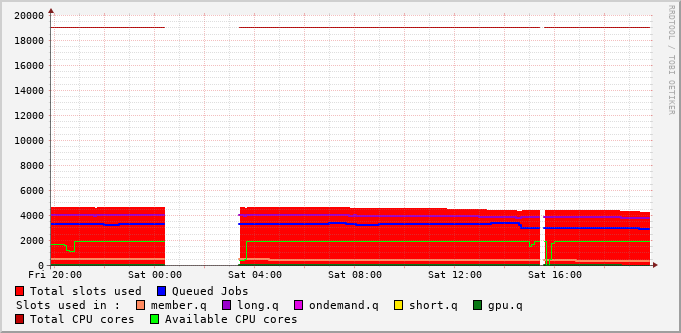 RRDTOOL / TOBI OETIKER
20000
18000
16000
14000
12000
10000
8000
6000
4000
2000
0
Fri 20:00 Sat 00:00 Sat 04:00 Sat 08:00 Sat 12:00 Sat 16:00
Total slots used Queued Jobs
Slots used in : member.q long.q ondemand.q short.q gpu.q
Total CPU cores Available CPU cores